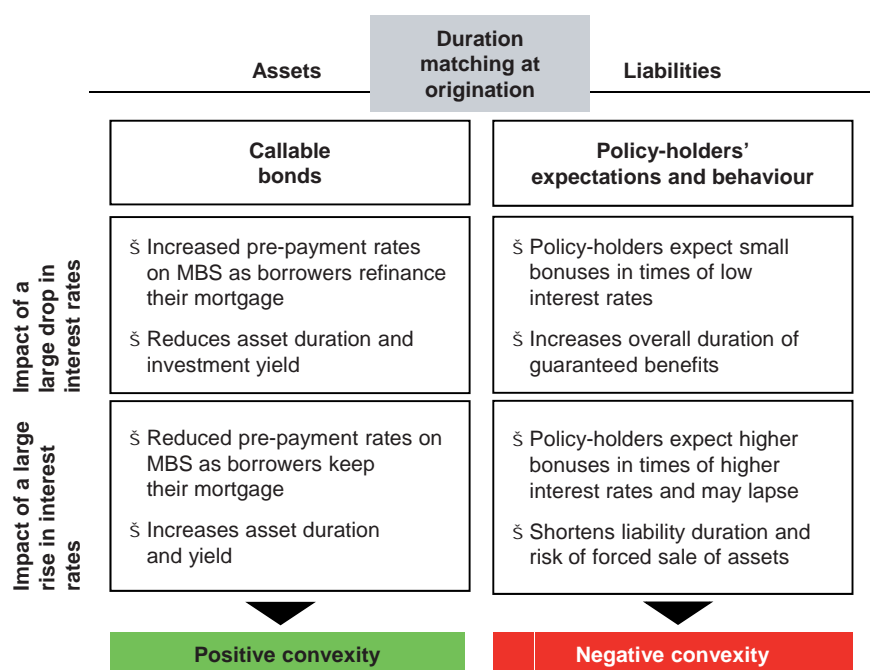 Assets
Duration
matching at
origination
Liabilities
Callable
bonds
Policy-holders’
expectations and behaviour
Impact of a
large drop in
interest rates
Š Increased pre-payment rates
on MBS as borrowers refinance
their mortgage
Š Reduces asset duration and
investment yield
Š Policy-holders expect small
bonuses in times of low
interest rates
Š Increases overall duration of
guaranteed benefits
Impact of a large
rise in interest
rates
Š Reduced pre-payment rates on
MBS as borrowers keep
their mortgage
Š Increases asset duration
and yield
Š Policy-holders expect higher
bonuses in times of higher
interest rates and may lapse
Š Shortens liability duration and
risk of forced sale of assets
Positive convexity
Negative convexity